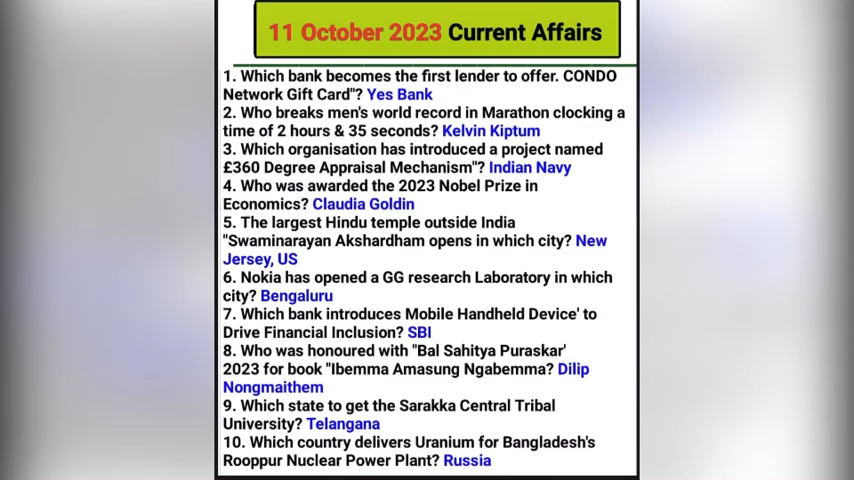 11 October 2023 Current Affairs
1. Which bank becomes the first lender to offer. CONDO
Network Gift Card"? Yes Bank
2. Who breaks men's world record in Marathon clocking a
time of 2 hours & 35 seconds? Kelvin Kiptum
3. Which organisation has introduced a project named
£360 Degree Appraisal Mechanism"? Indian Navy
4. Who was awarded the 2023 Nobel Prize in
Economics? Claudia Goldin
5. The largest Hindu temple outside India
"Swaminarayan Akshardham opens in which city? New
Jersey, US
6. Nokia has opened a GG research Laboratory in which
city? Bengaluru
7. Which bank introduces Mobile Handheld Device' to
Drive Financial Inclusion? SBI
8. Who was honoured with "Bal Sahitya Puraskar'
2023 for book "Ibemma Amasung Ngabemma? Dilip
Nongmaithem
9. Which state to get the Sarakka Central Tribal
University? Telangana
10. Which country delivers Uranium for Bangladesh's
Rooppur Nuclear Power Plant? Russia